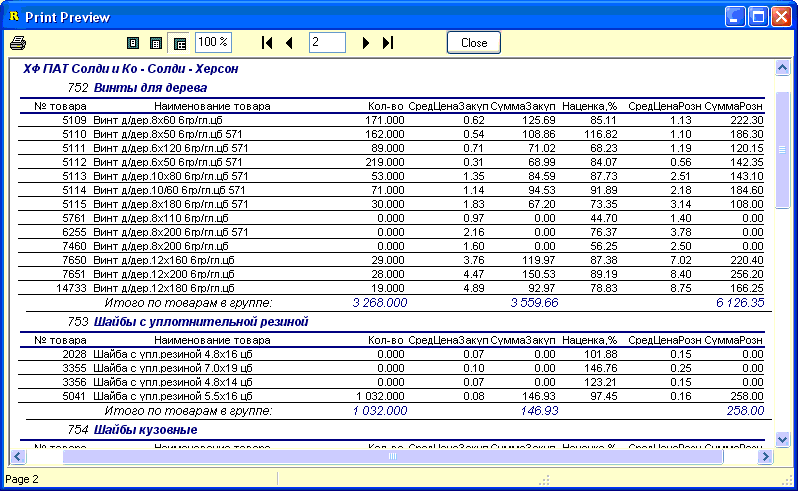 Print Preview
100 % 2 Close
ХФ ПАТ Солди и Ко - Солди - Херсон
752 Винты для дерева
№ товара Наименование товара Кол-во СредЦенаЗакуп СуммаЗакуп Наценка,% СредЦенаРозн СуммаРозн
5109 Винт д/дер.8х60 6гр/гл.цб 171.000 0.62 125.69 85.11 1.13 222.30
5110 Винт д/дер.8х50 6гр/гл.цб 571 162.000 0.54 108.86 116.82 1.10 186.30
5111 Винт д/дер.6х120 6гр/гл.цб 571 89.000 0.71 71.02 68.23 1.19 120.15
5112 Винт д/дер.6х50 6гр/гл.цб 571 219.000 0.31 68.99 84.07 0.56 142.35
5113 Винт д/дер.10х80 6гр/гл.цб 571 53.000 1.35 84.59 87.73 2.51 143.10
5114 Винт д/дер.10/60 6гр/гл.цб 571 71.000 1.14 94.53 91.89 2.18 184.60
5115 Винт д/дер.8х180 6гр/гл.цб 571 30.000 1.83 67.20 73.35 3.14 108.00
5761 Винт д/дер.8х110 6гр/гл.цб 0.000 0.97 0.00 44.70 1.40 0.00
6255 Винт д/дер.8х200 6гр/гл.цб 571 0.000 2.16 0.00 76.37 3.78 0.00
7460 Винт д/дер.8х200 6гр/гл.цб 0.000 1.60 0.00 56.25 2.50 0.00
7650 Винт д/дер.12х160 6гр/гл.цб 29.000 3.76 119.97 87.38 7.02 220.40
7651 Винт д/дер.12х200 6гр/гл.цб 28.000 4.47 150.53 89.19 8.40 256.20
14733 Винт д/дер.12х180 6гр/гл.цб 19.000 4.89 92.97 78.83 8.75 166.25
Итого по товарам в группе: 3 268.000 3 559.66 6 126.35
753 Шайбы с уплотнительной резиной
№ товара Наименование товара Кол-во СредЦенаЗакуп СуммаЗакуп Наценка,% СредЦенаРозн СуммаРозн
2028 Шайба с упл.резиной 4.8х16 цб 0.000 0.07 0.00 101.88 0.15 0.00
3355 Шайба с упл.резиной 7.0х19 цб 0.000 0.10 0.00 146.76 0.25 0.00
3356 Шайба с упл.резиной 4.8х14 цб 0.000 0.07 0.00 123.21 0.15 0.00
5041 Шайба с упл.резиной 5.5х16 цб 1 032.000 0.08 146.93 97.45 0.16 258.00
Итого по товарам в группе: 1 032.000 146.93 258.00
754 Шайбы кузовные
№ товара Наименование товара Кол-во СредЦенаЗакуп СуммаЗакуп Наценка,% СредЦенаРозн СуммаРозн
Page 2